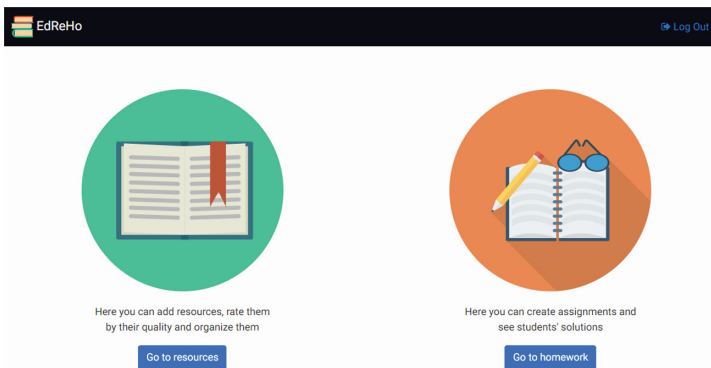 EdReHo
Log Out
Here you can add resources, rate them
by their quality and organize them
Go to resources
Here you can create assignments and
see students' solutions
Go to homework